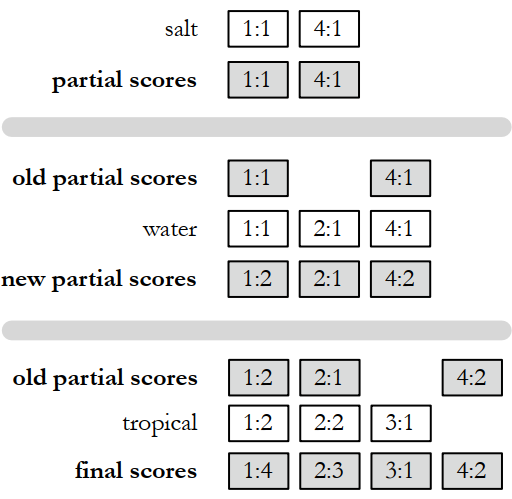 salt 1:1 4:1
partial scores 1:1 4:1
old partial scores 1:1 4:1
water 1:1 2:1 4:1
new partial scores 1:2 2:1 4:2
old partial scores 1:2 2:1 4:2
tropical 1:2 2:2 3:1
final scores 1:4 2:3 3:1 4:2